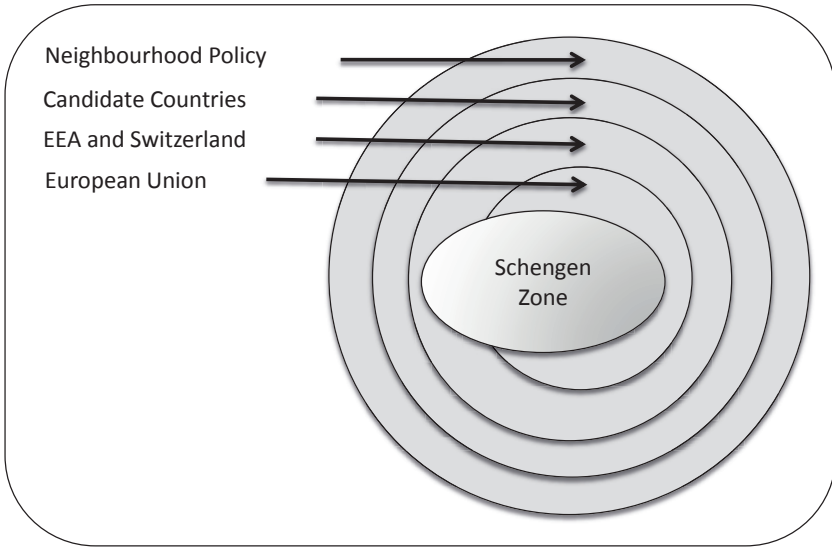 Neighbourhood Policy
Candidate Countries
EEA and Switzerland
European Union
Schengen
Zone